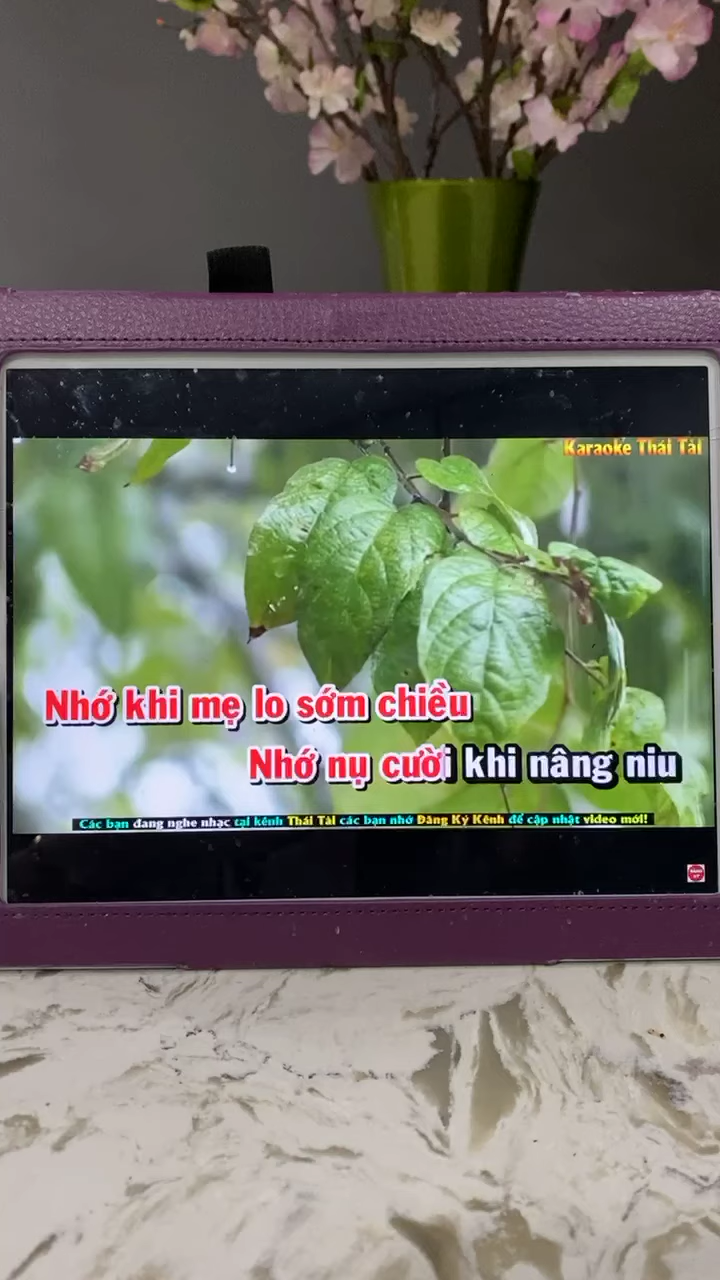 Karaoke Thái Tài
Nhớ khi mẹ lo sớm chiều
Nhớ nụ cười khi nâng niu
Các bạn đang nghe nhạc tại kênh Thái Tài các bạn nhớ Đăng Ký Kênh để cập nhật video mới!